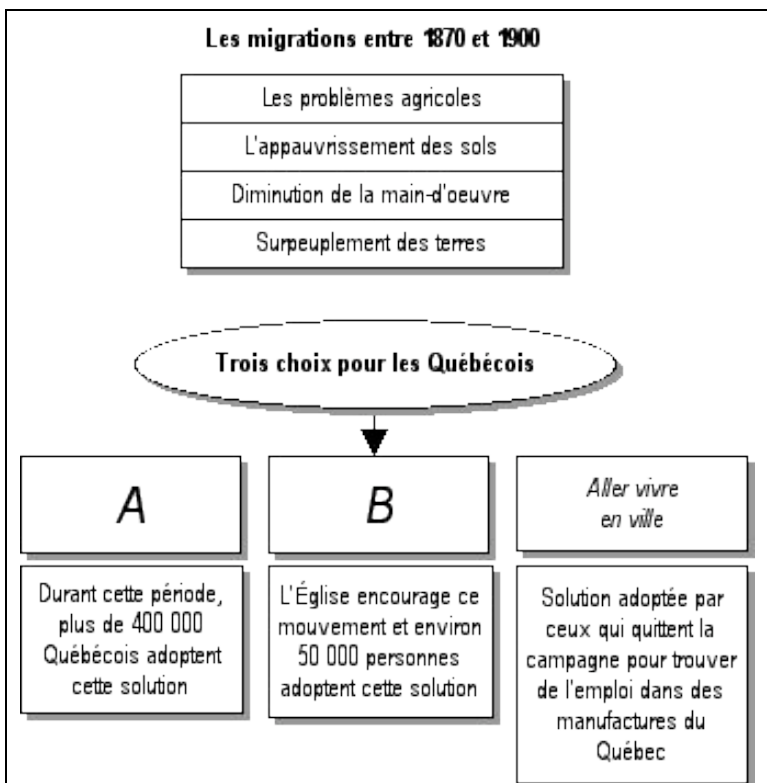 Les migrations entre 1870 et 1900
Les problèmes agricoles
L'appauvrissement des sols
Diminution de la main-d'oeuvre
Surpeuplement des terres
Trois choix pour les Québécois
A
Durant cette période,
plus de 400 000
Québécois adoptent
cette solution
B
L'Église encourage ce
mouvement et environ
50 000 personnes
adoptent cette solution
Aller vivre
en ville
Solution adoptée par
ceux qui quittent la
campagne pour trouver
de l'emploi dans des
manufactures du
Québec